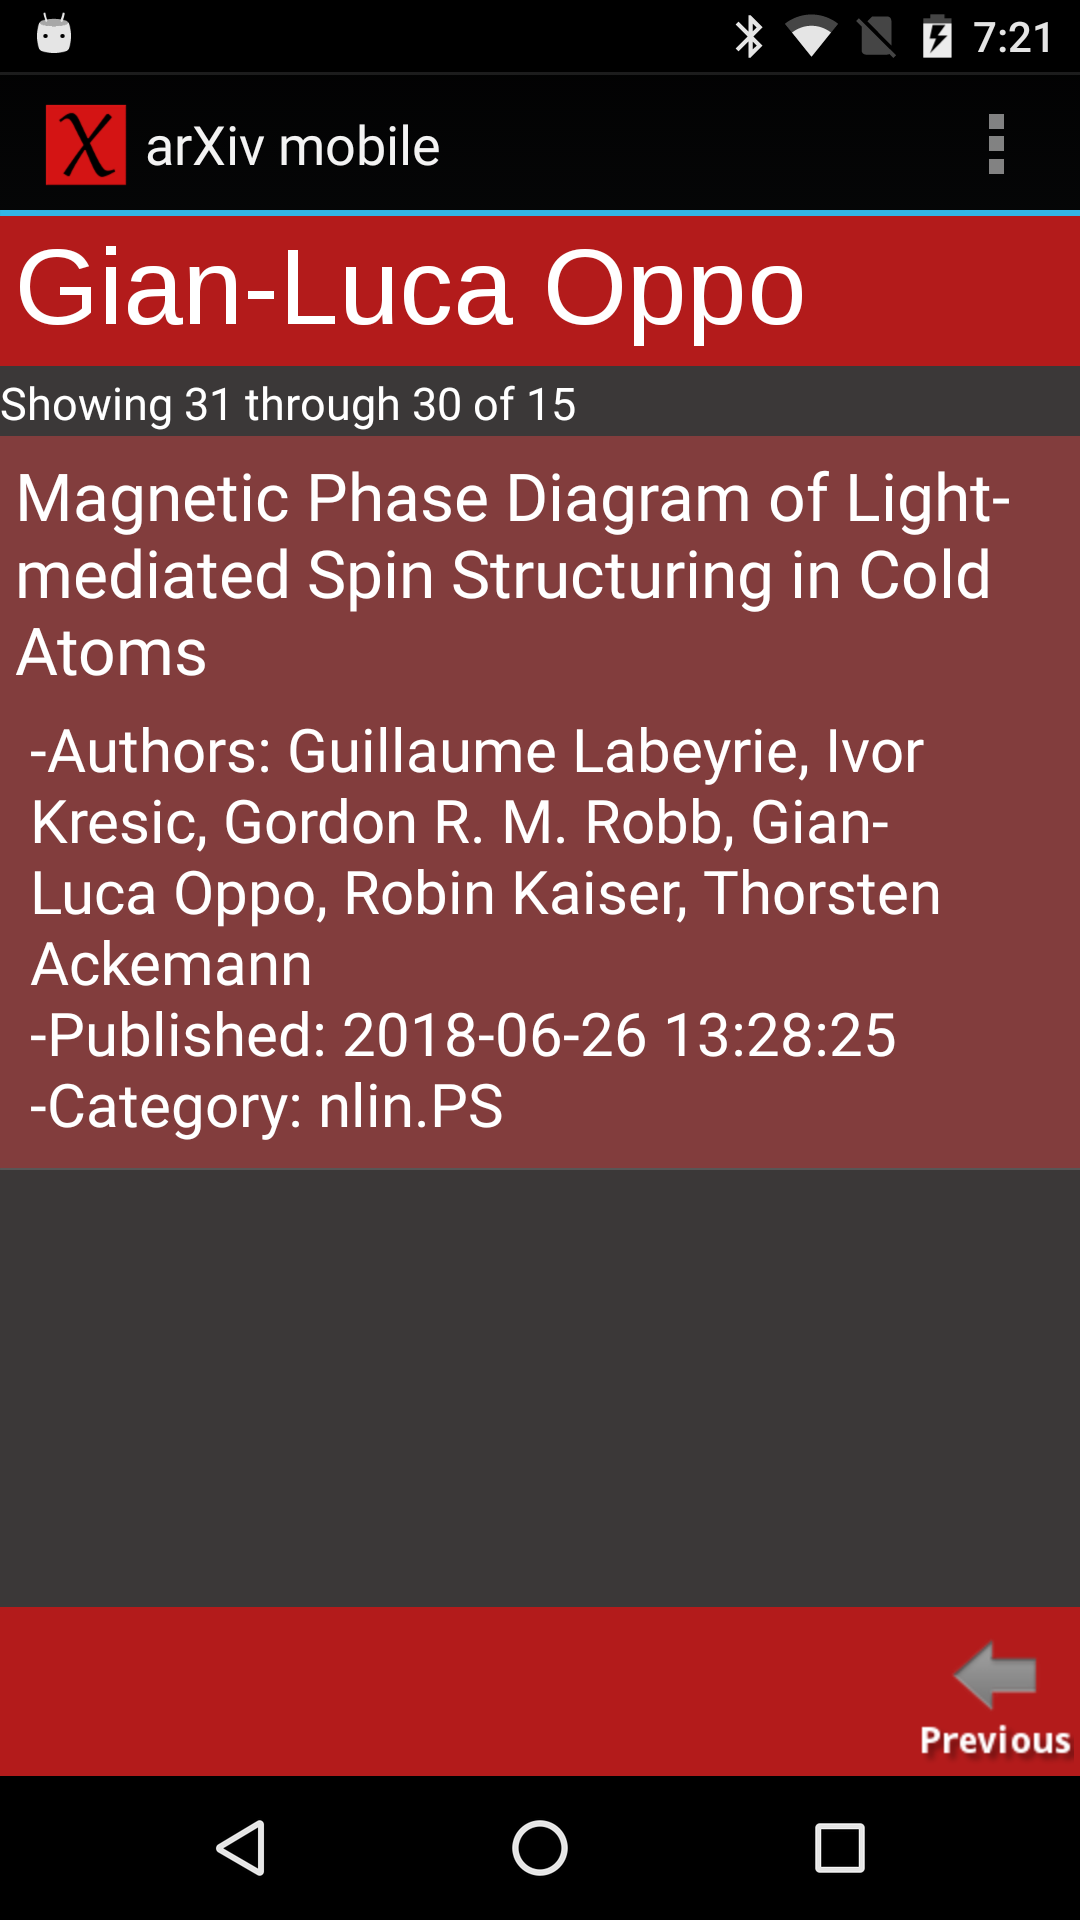 7:21
X arXiv mobile
Gian-Luca Oppo
Showing 31 through 30 of 15
Magnetic Phase Diagram of Light-
mediated Spin Structuring in Cold
Atoms
-Authors: Guillaume Labeyrie, Ivor
Kresic, Gordon R. M. Robb, Gian-
Luca Oppo, Robin Kaiser, Thorsten
Ackemann
-Published: 2018-06-26 13:28:25
-Category: nlin.PS
Previous